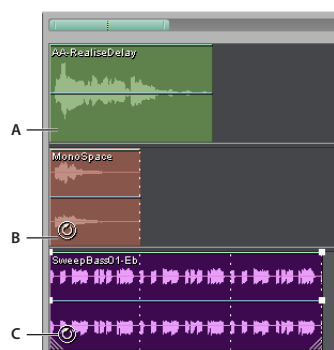 AA-RealiseDelay
A
MonoSpace
B
SweepBass01-Eb
C